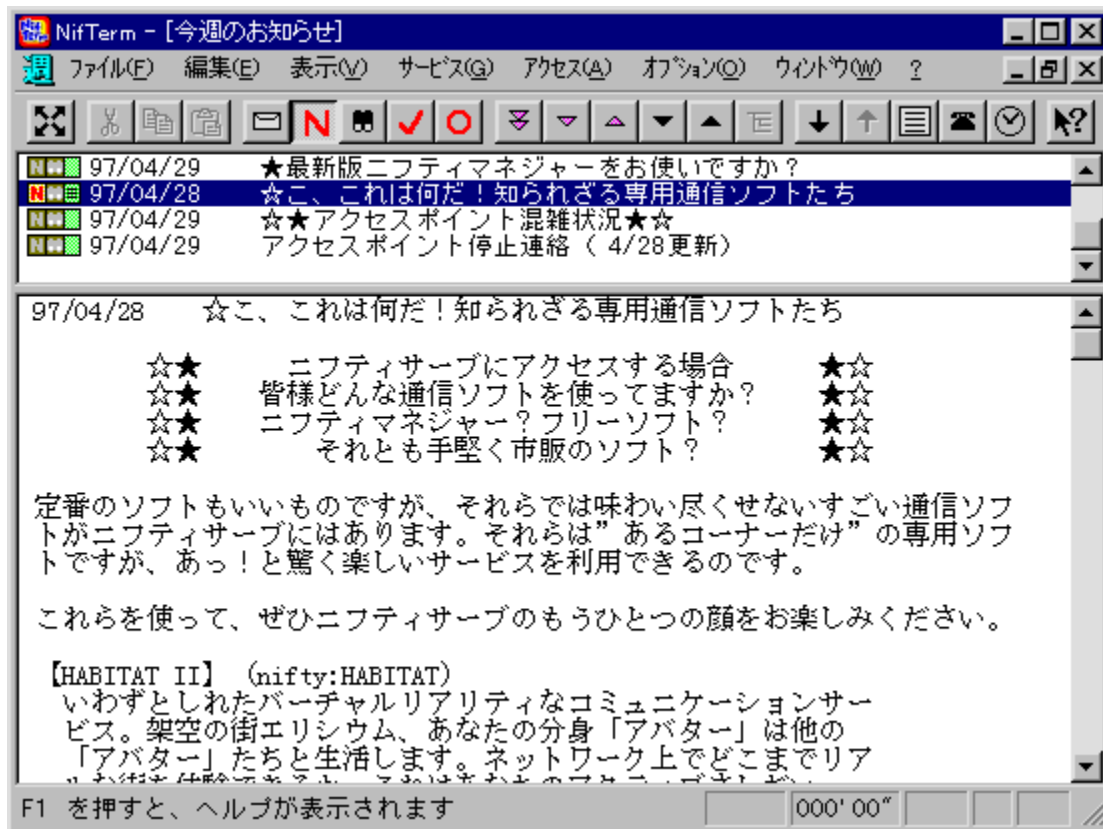 NifTerm - [今週のお知らせ]
週 ファイル(F) 編集(E) 表示(V) サービス(G) アクセス(A) オプション(O) ウィンドウ(W) ?
N 97/04/29 ★最新版ニフティマネジャーをお使いですか？
N 97/04/28 ☆こ、これは何だ！知られざる専用通信ソフトたち
N 97/04/29 ☆★アクセスポイント混雑状況★☆
N 97/04/29 アクセスポイント停止連絡（ 4/28更新）
97/04/28 ☆こ、これは何だ！知られざる専用通信ソフトたち
☆★ ニフティサーブにアクセスする場合 ★☆
☆★ 皆様どんな通信ソフトを使ってますか？ ★☆
☆★ ニフティマネジャー？フリーソフト？ ★☆
☆★ それとも手堅く市販のソフト？ ★☆
定番のソフトもいいものですが、それらでは味わい尽くせないすごい通信ソフ
トがニフティサーブにはあります。それらは”あるコーナーだけ”の専用ソフ
トですが、あっ！と驚く楽しいサービスを利用できるのです。
これらを使って、ぜひニフティサーブのもうひとつの顔をお楽しみください。
【HABITAT II】 (nifty:HABITAT)
いわずとしれたバーチャルリアリティなコミュニケーションサー
ビス。架空の街エリシウム、あなたの分身「アバター」は他の
「アバター」たちと生活します。ネットワーク上でどこまでリア
F1 を押すと、ヘルプが表示されます 000' 00"